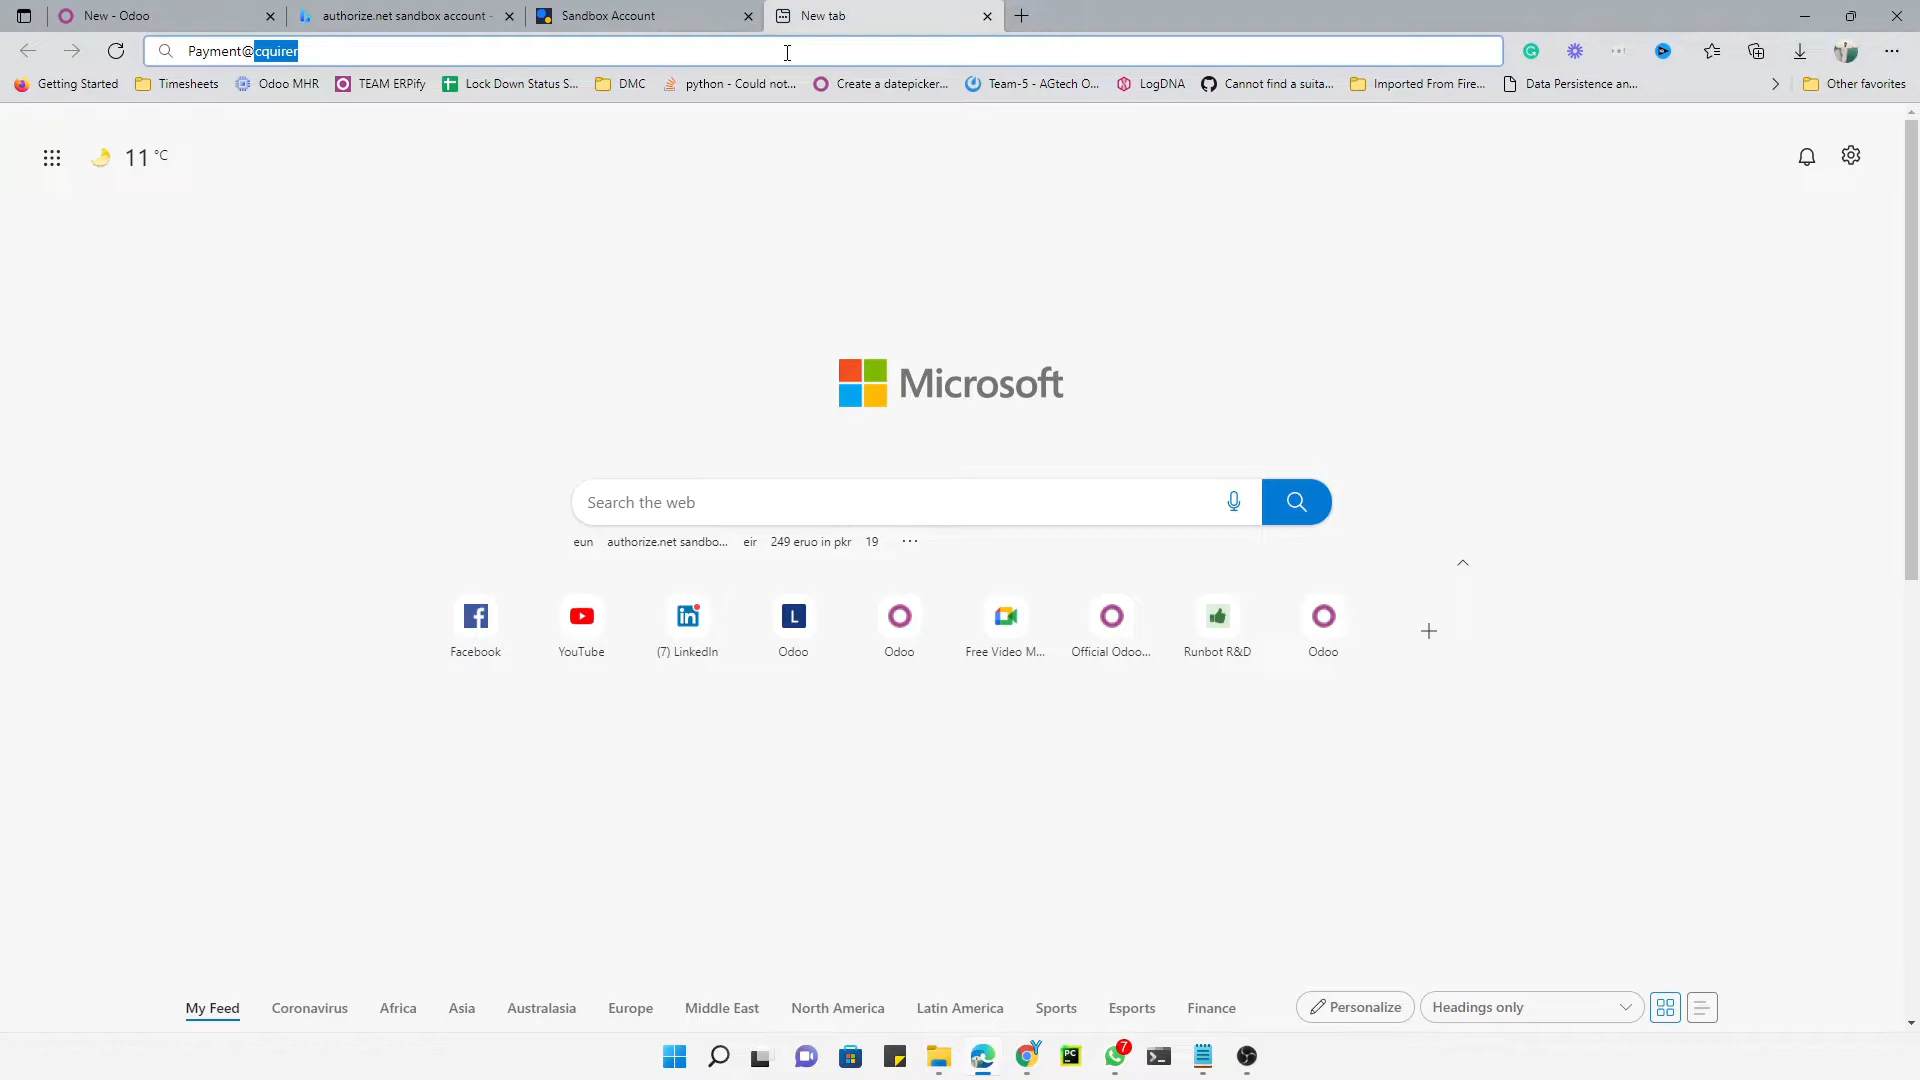 New - Odoo
authorize.net sandbox account -
Sandbox Account
New tab
Payment@cquirer
Getting Started
Timesheets
Odoo MHR
TEAM ERPify
Lock Down Status S...
DMC
python - Could not...
Create a datepicker...
Team-5 - AGtech O...
LogDNA
Cannot find a suita...
Imported From Fire...
Data Persistence an...
Other favorites
11 °C
Microsoft
Search the web
eun authorize.net sandbo... eir 249 eruo in pkr 19 ...
L
Facebook
YouTube
(7) LinkedIn
Odoo
Odoo
Free Video M...
Official Odoo...
Runbot R&D
Odoo
My Feed
Coronavirus
Africa
Asia
Australasia
Europe
Middle East
North America
Latin America
Sports
Esports
Finance
Personalize
Headings only
PC
7